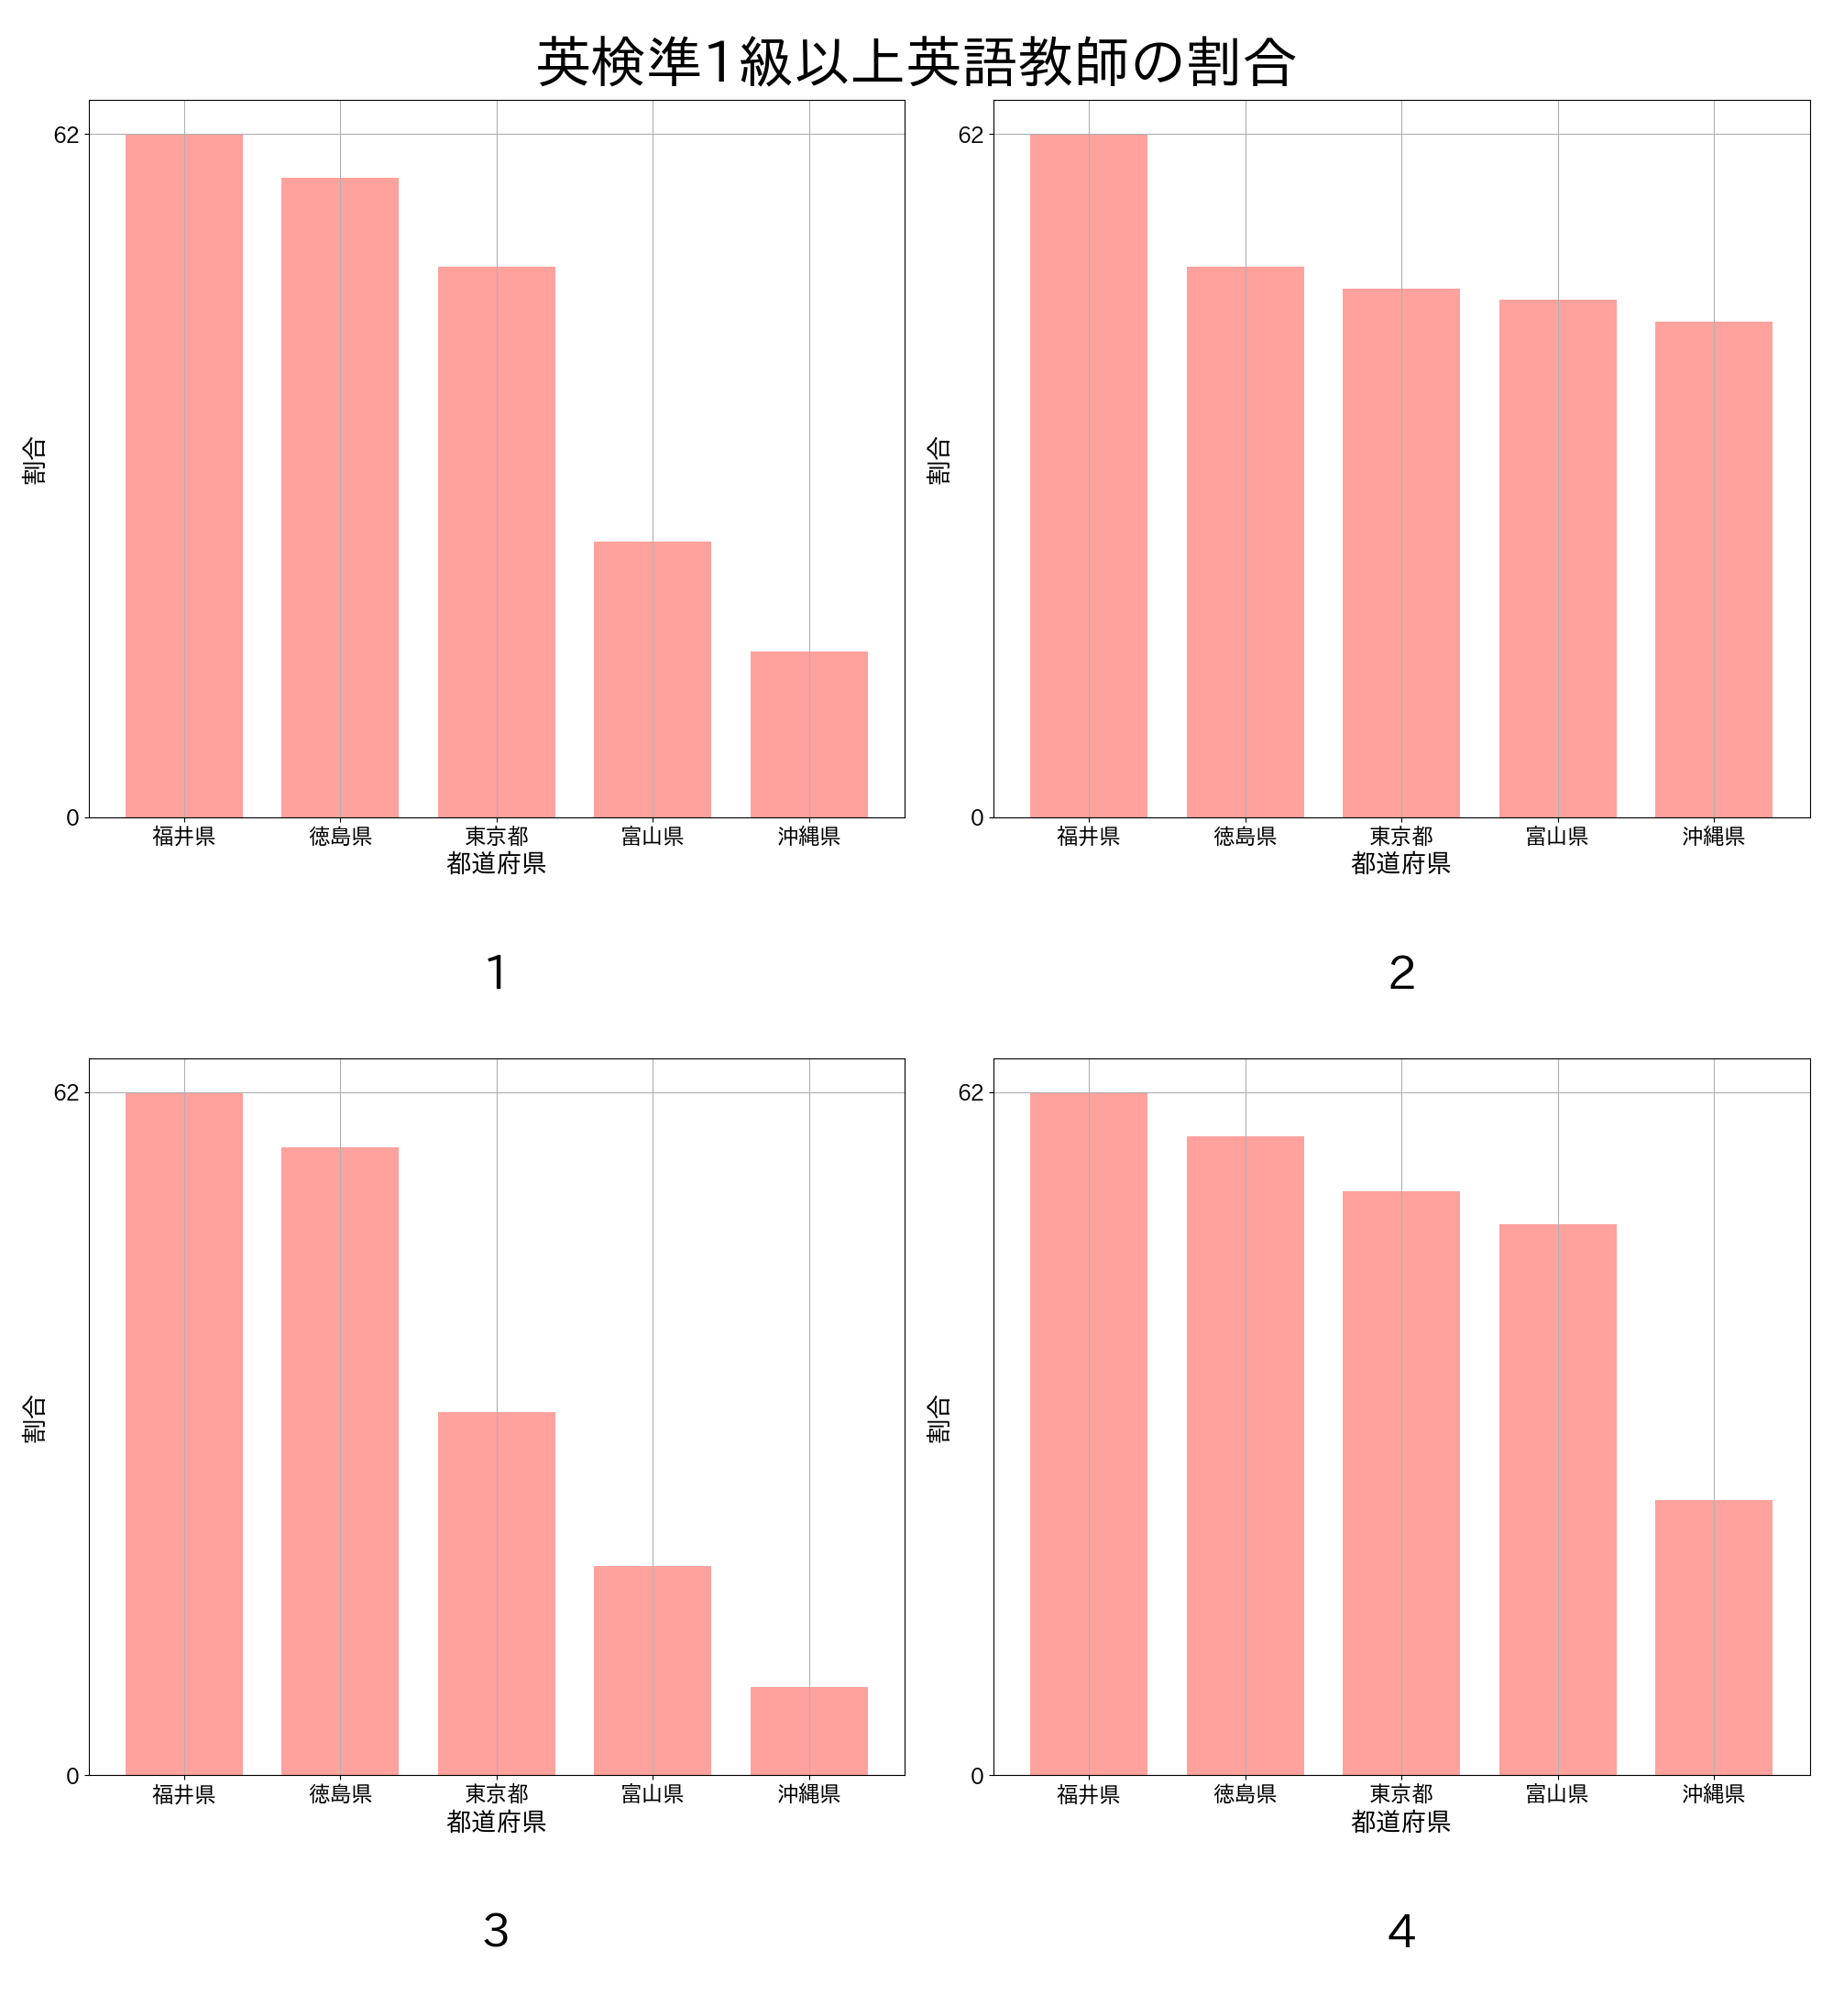 英検準1級以上英語教師の割合
62
0
割合
福井県 徳島県 東京都 富山県 沖縄県
都道府県
1
62
0
割合
福井県 徳島県 東京都 富山県 沖縄県
都道府県
2
62
0
割合
福井県 徳島県 東京都 富山県 沖縄県
都道府県
3
62
0
割合
福井県 徳島県 東京都 富山県 沖縄県
都道府県
4